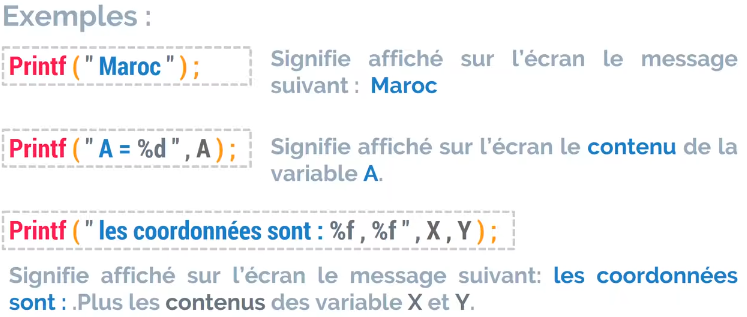 Exemples :
Printf ( " Maroc " ) ;
Signifie affiché sur l'écran le message
suivant : Maroc
Printf ( " A = %d " , A ) ;
Signifie affiché sur l'écran le contenu de la
variable A.
Printf ( " les coordonnées sont : %f , %f " , X , Y ) ;
Signifie affiché sur l'écran le message suivant: les coordonnées
sont : .Plus les contenus des variable X et Y.